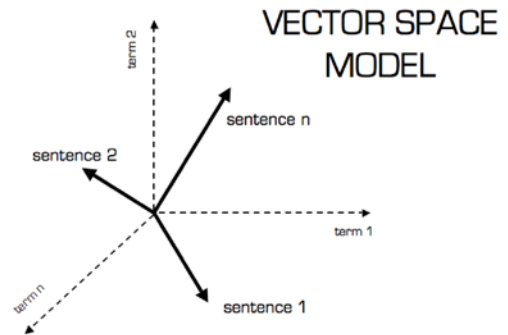 VECTOR SPACE
MODEL
term 2
sentence n
sentence 2
term 1
term n
sentence 1